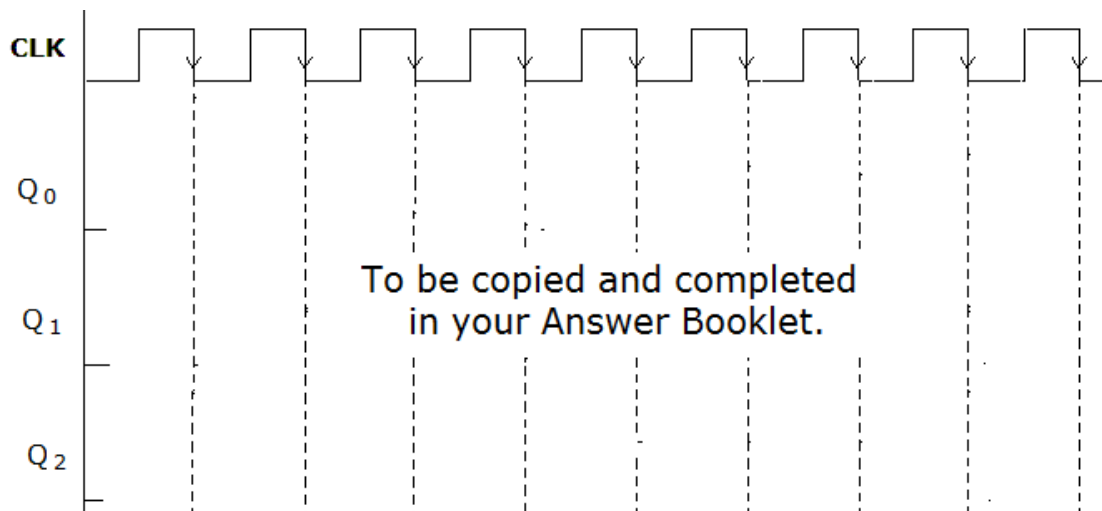 CLK
Q0
To be copied and completed
in your Answer Booklet.
Q1
Q2